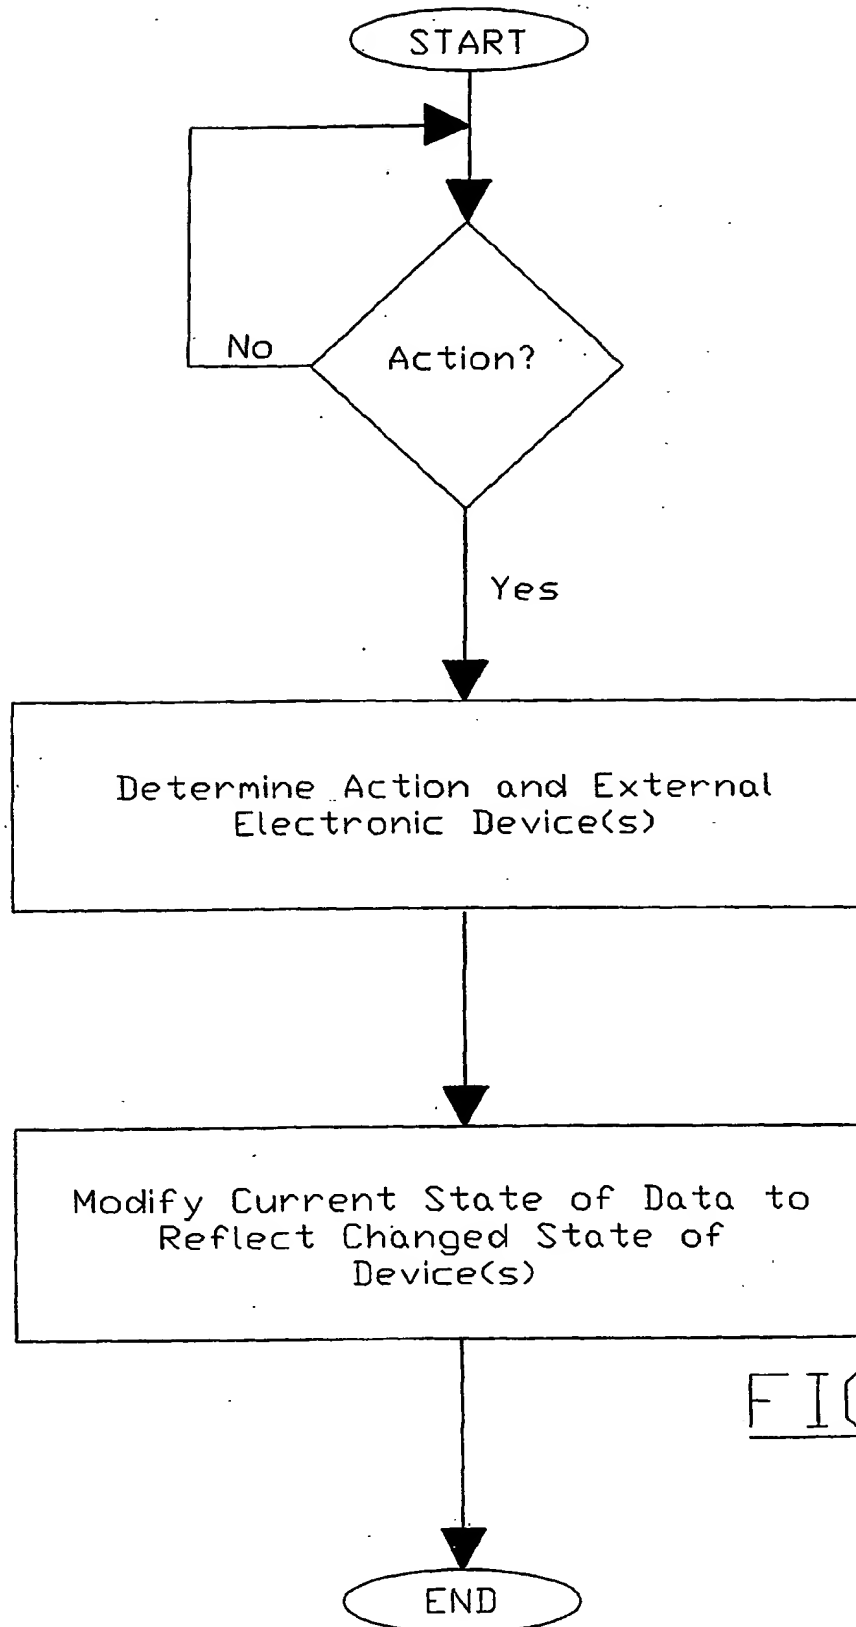 START
No
Action?
Yes
Determine Action and External
Electronic Device(s)
Modify Current State of Data to
Reflect Changed State of
Device(s)
END